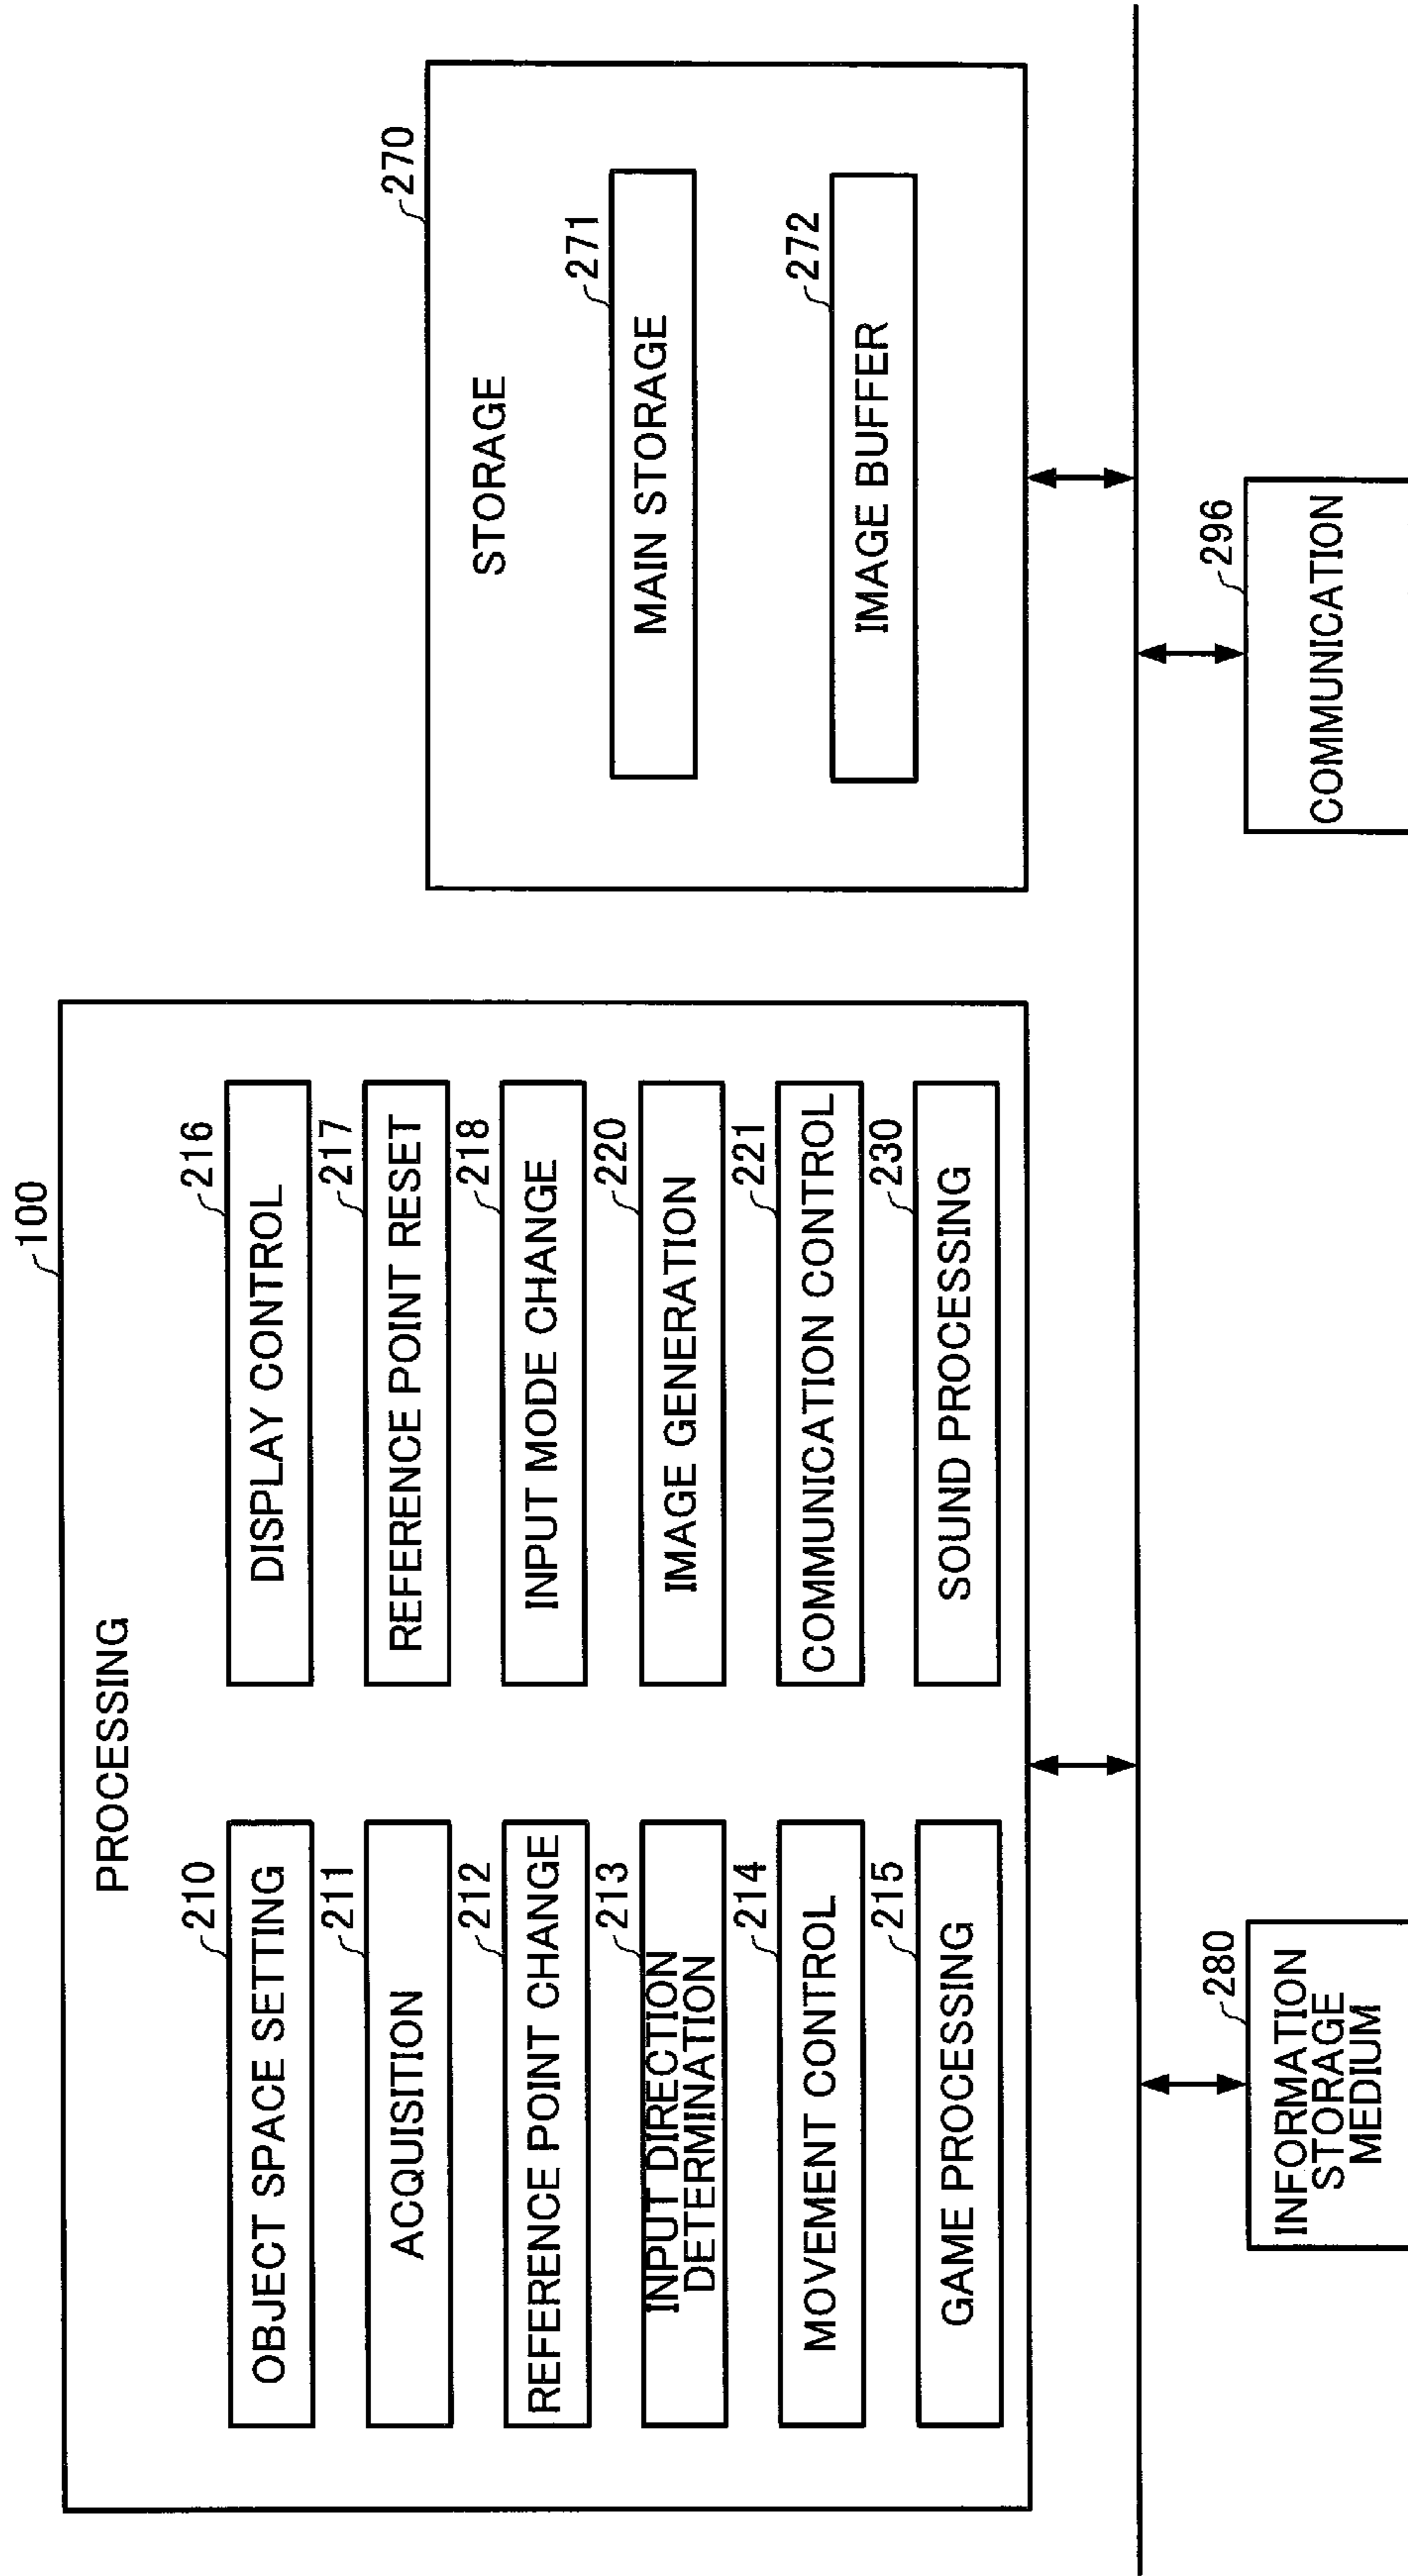 100
PROCESSING
210
OBJECT SPACE SETTING
211
ACQUISITION
212
REFERENCE POINT CHANGE
213
INPUT DIRECTION
DETERMINATION
214
MOVEMENT CONTROL
215
GAME PROCESSING
216
DISPLAY CONTROL
217
REFERENCE POINT RESET
218
INPUT MODE CHANGE
220
IMAGE GENERATION
221
COMMUNICATION CONTROL
230
SOUND PROCESSING
270
STORAGE
271
MAIN STORAGE
272
IMAGE BUFFER
280
INFORMATION
STORAGE
MEDIUM
296
COMMUNICATION